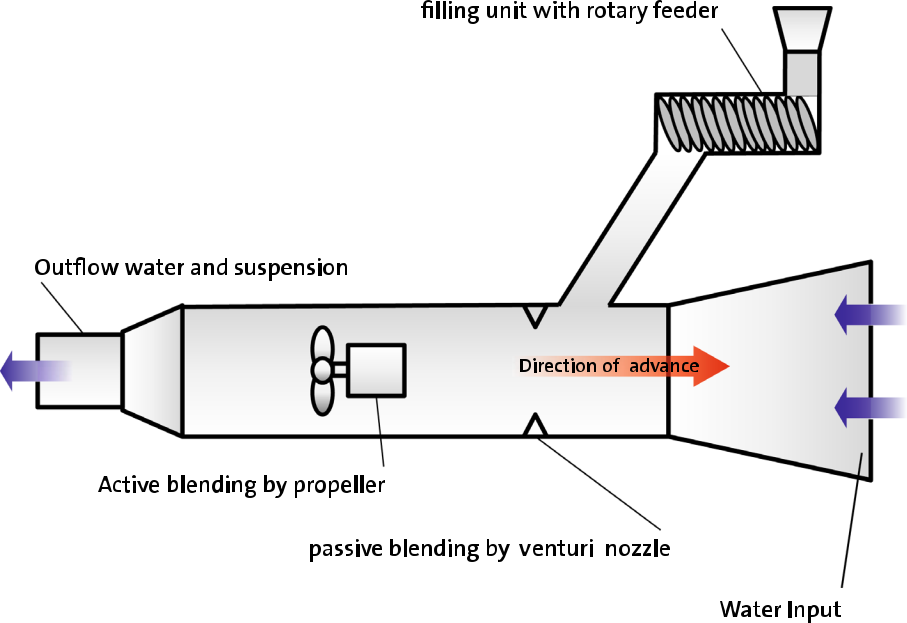 filling unit with rotary feeder
Outflow water and suspension
Direction of advance
Active blending by propeller
passive blending by venturi nozzle
Water Input